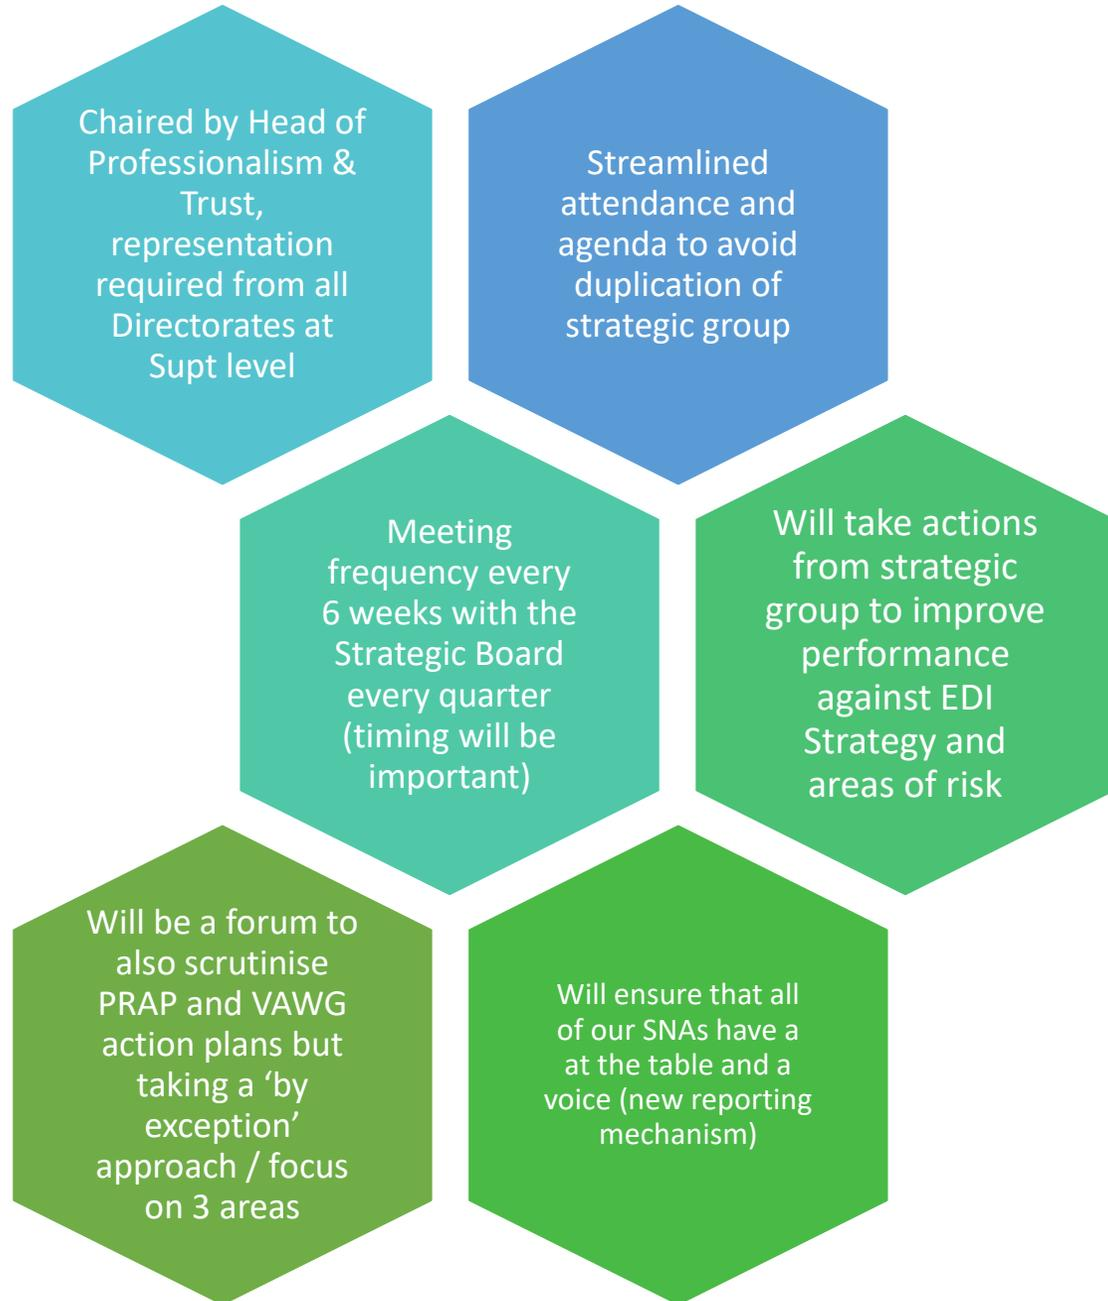 Chaired by Head of
Professionalism &
Trust,
representation
required from all
Directorates at
Supt level
Streamlined
attendance and
agenda to avoid
duplication of
strategic group
Meeting
frequency every
6 weeks with the
Strategic Board
every quarter
(timing will be
important)
Will take actions
from strategic
group to improve
performance
against EDI
Strategy and
areas of risk
Will be a forum to
also scrutinise
PRAP and VAWG
action plans but
taking a ‘by
exception’
approach / focus
on 3 areas
Will ensure that all
of our SNAs have a
at the table and a
voice (new reporting
mechanism)